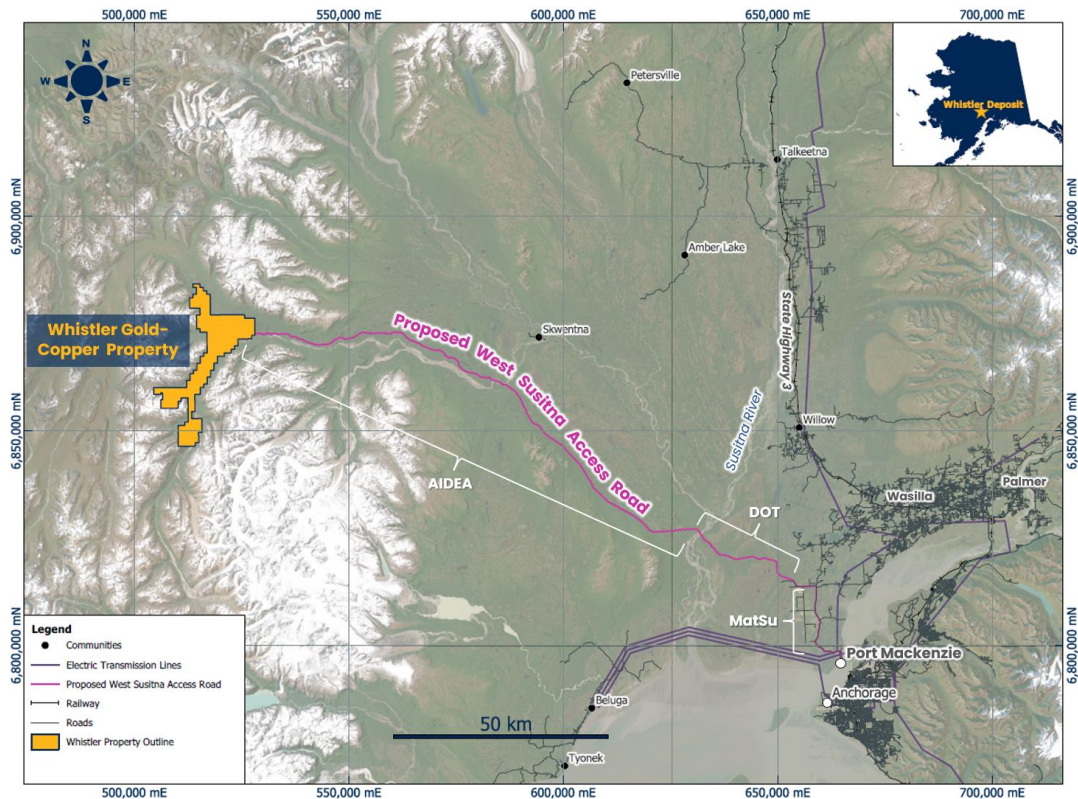 500,000 mE
550,000 mE
600,000 mE
650,000 mE
700,000 mE
N
W
E
S
Petersville
Whistler Deposit
Talkeetna
6,900,000 mN
6,900,000 mN
Amber Lake
Whistler Gold-
Copper Property
Skwentna
Proposed West Susitna Access Road
State Highway 3
Susitna River
Willow
6,850,000 mN
6,850,000 mN
AIDEA
Wasilla
Palmer
DOT
MatSu
Port Mackenzie
6,800,000 mN
6,800,000 mN
Anchorage
Beluga
50 km
Tyonek
Legend
Communities
Electric Transmission Lines
Proposed West Susitna Access Road
Railway
Roads
Whistler Property Outline
500,000 mE
550,000 mE
600,000 mE
650,000 mE
700,000 mE